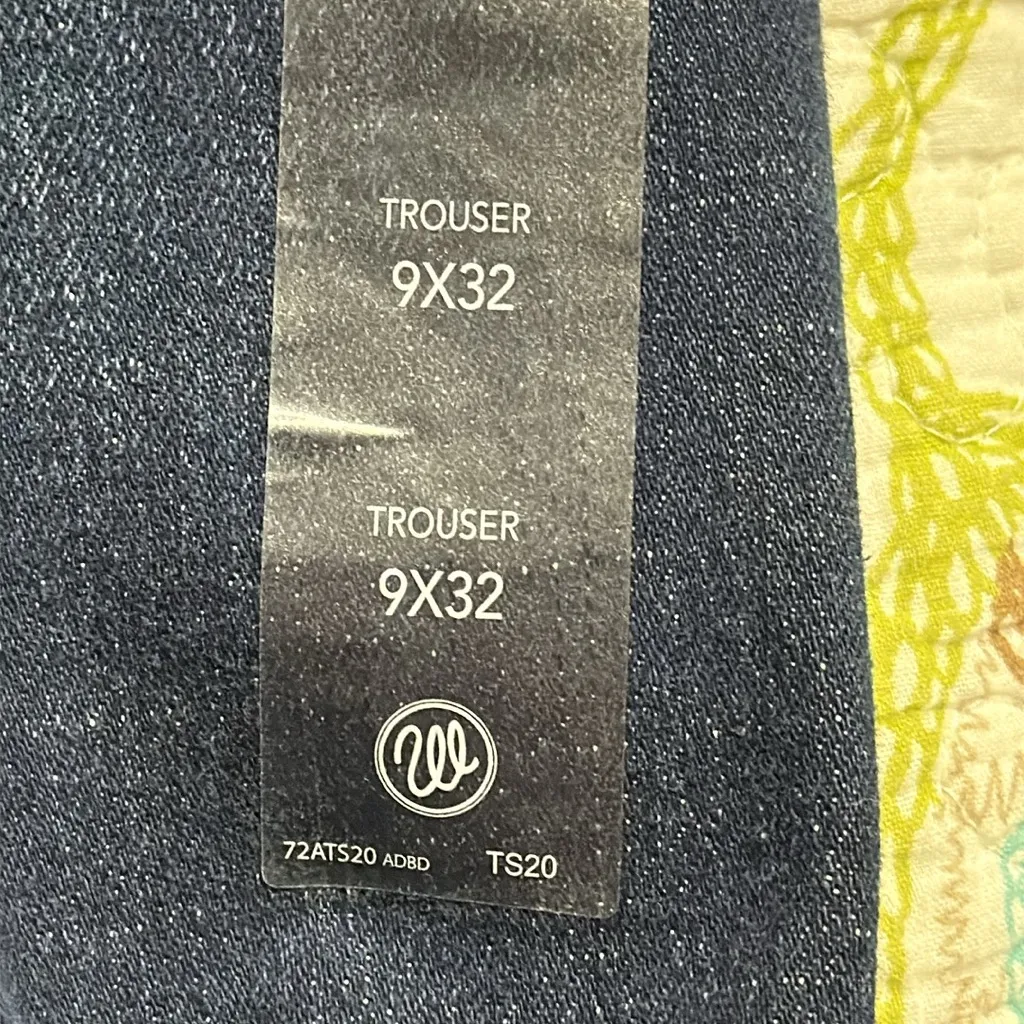 TROUSER
9X32
TROUSER
9X32
W
72ATS20 ADBD TS20